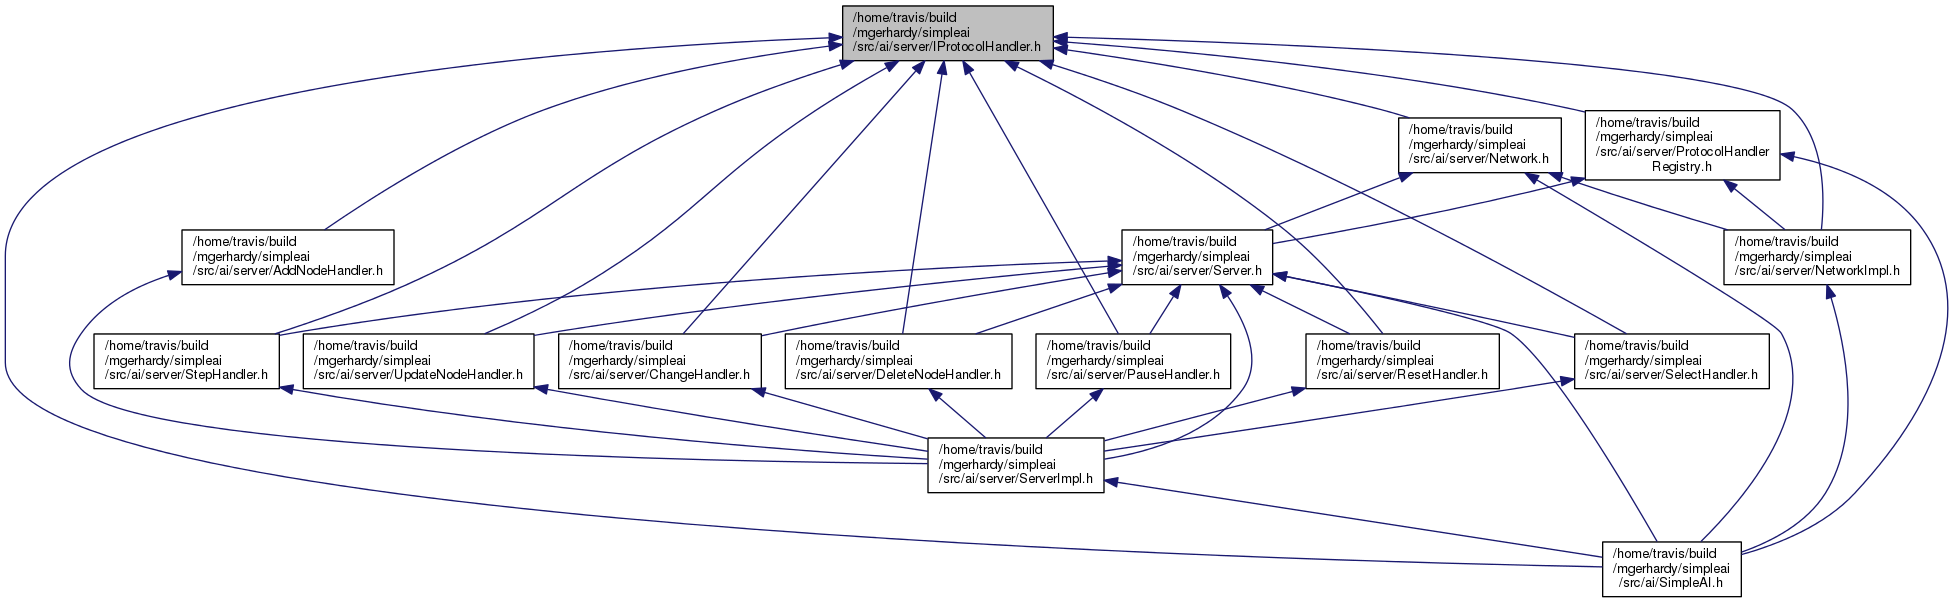 /home/travis/build
/mgerhardy/simpleai
/src/ai/server/IProtocolHandler.h
/home/travis/build
/mgerhardy/simpleai
/src/ai/server/Network.h
/home/travis/build
/mgerhardy/simpleai
/src/ai/server/ProtocolHandler
Registry.h
/home/travis/build
/mgerhardy/simpleai
/src/ai/server/AddNodeHandler.h
/home/travis/build
/mgerhardy/simpleai
/src/ai/server/Server.h
/home/travis/build
/mgerhardy/simpleai
/src/ai/server/NetworkImpl.h
/home/travis/build
/mgerhardy/simpleai
/src/ai/server/StepHandler.h
/home/travis/build
/mgerhardy/simpleai
/src/ai/server/UpdateNodeHandler.h
/home/travis/build
/mgerhardy/simpleai
/src/ai/server/ChangeHandler.h
/home/travis/build
/mgerhardy/simpleai
/src/ai/server/DeleteNodeHandler.h
/home/travis/build
/mgerhardy/simpleai
/src/ai/server/PauseHandler.h
/home/travis/build
/mgerhardy/simpleai
/src/ai/server/ResetHandler.h
/home/travis/build
/mgerhardy/simpleai
/src/ai/server/SelectHandler.h
/home/travis/build
/mgerhardy/simpleai
/src/ai/server/ServerImpl.h
/home/travis/build
/mgerhardy/simpleai
/src/ai/SimpleAI.h